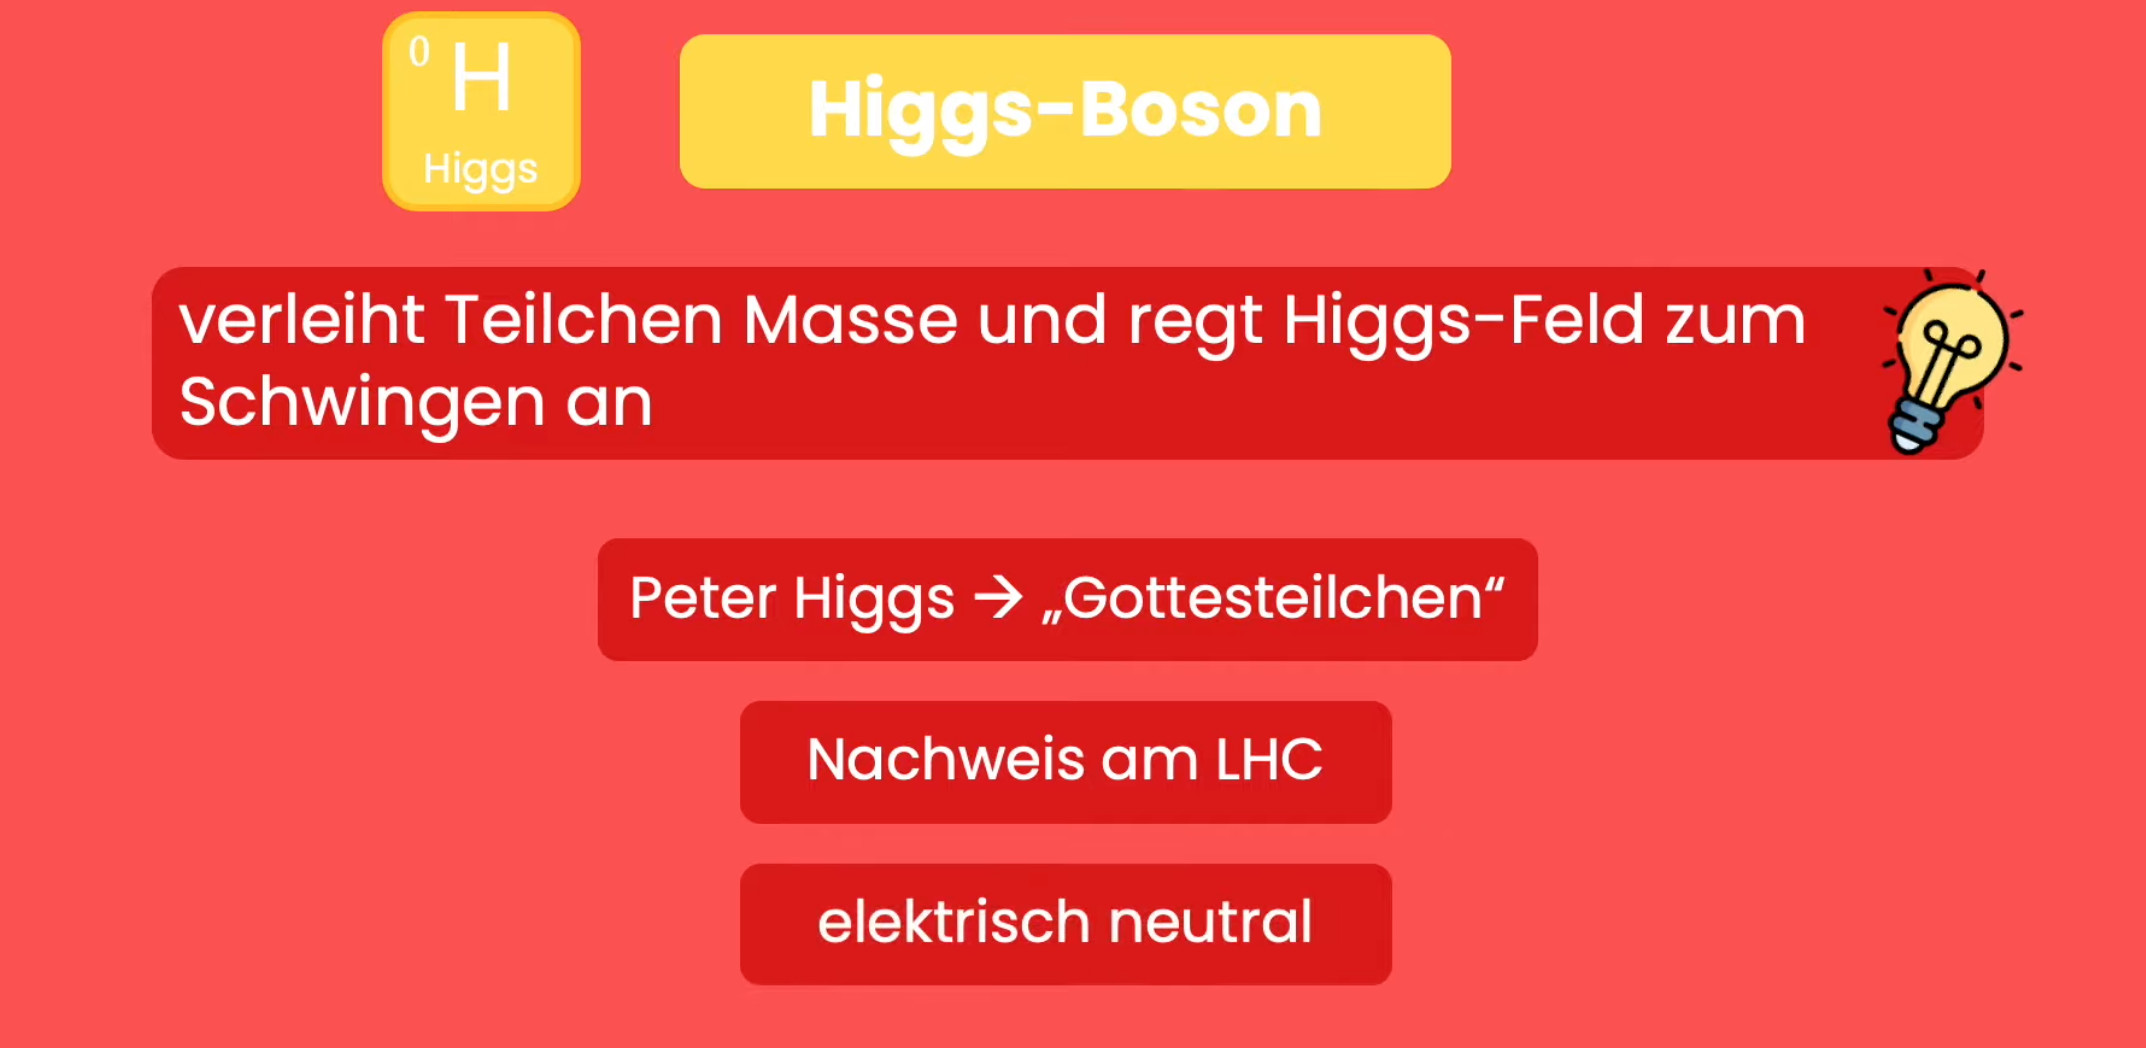 0
H
Higgs
Higgs-Boson
verleiht Teilchen Masse und regt Higgs-Feld zum
Schwingen an
Peter Higgs → „Gottesteilchen“
Nachweis am LHC
elektrisch neutral